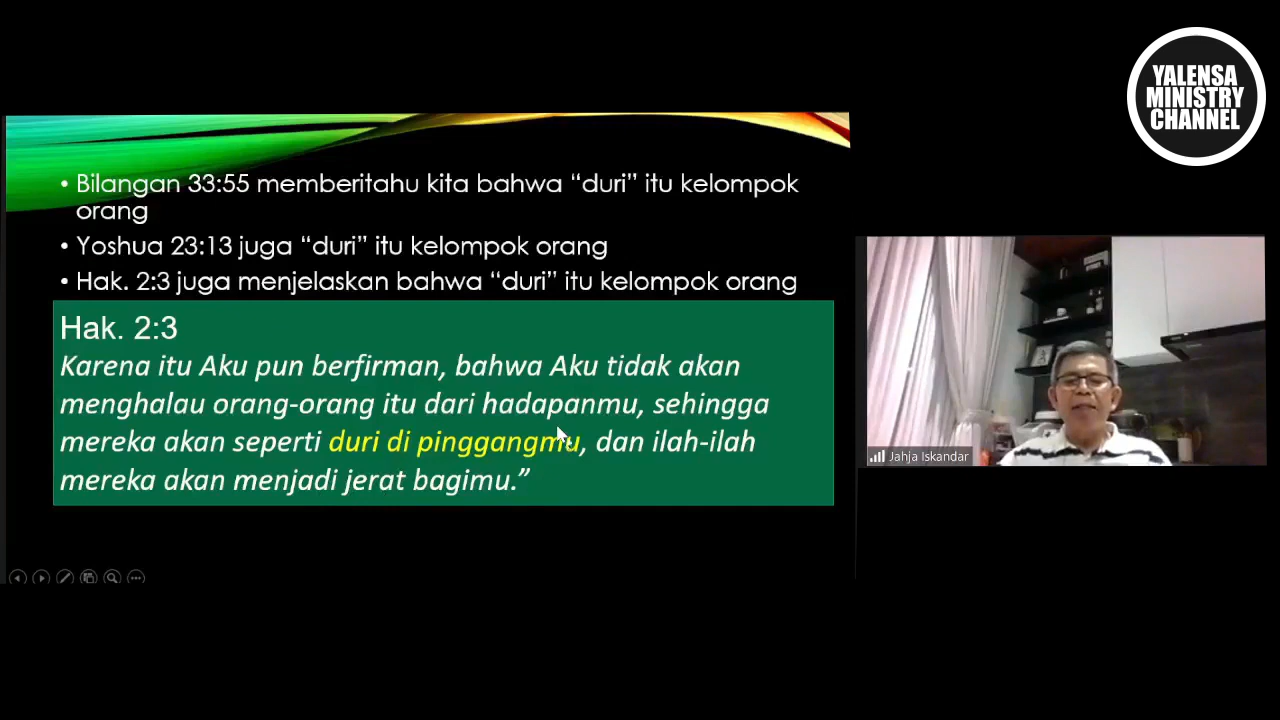 YALENSA
MINISTRY
CHANNEL
• Bilangan 33:55 memberitahu kita bahwa “duri” itu kelompok
orang
• Yoshua 23:13 juga “duri” itu kelompok orang
• Hak. 2:3 juga menjelaskan bahwa “duri” itu kelompok orang
Hak. 2:3
Karena itu Aku pun berfirman, bahwa Aku tidak akan
menghalau orang-orang itu dari hadapanmu, sehingga
mereka akan seperti duri di pinggangmu, dan ilah-ilah
mereka akan menjadi jerat bagimu.”
Jahja Iskandar